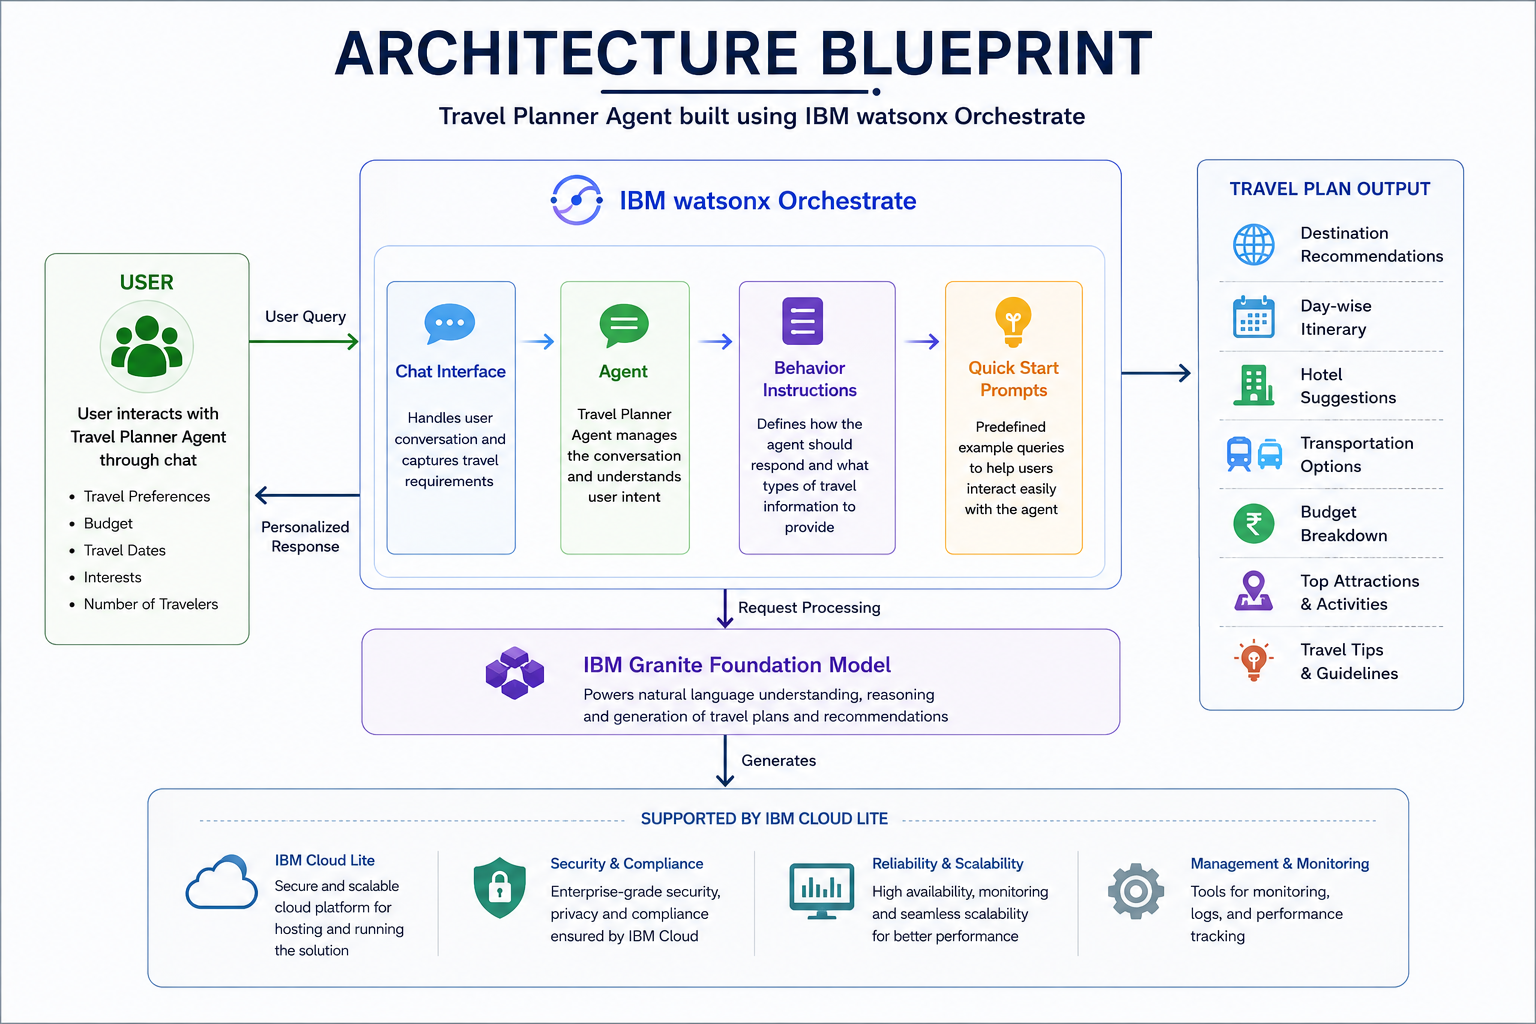 ARCHITECTURE BLUEPRINT
Travel Planner Agent built using IBM watsonx Orchestrate
USER
User interacts with
Travel Planner Agent
through chat
• Travel Preferences
• Budget
• Travel Dates
• Interests
• Number of Travelers
User Query
Personalized
Response
IBM watsonx Orchestrate
Chat Interface
Handles user
conversation and
captures travel
requirements
Agent
Travel Planner
Agent manages
the conversation
and understands
user intent
Behavior
Instructions
Defines how the
agent should
respond and what
types of travel
information to
provide
Quick Start
Prompts
Predefined
example queries
to help users
interact easily
with the agent
Request Processing
IBM Granite Foundation Model
Powers natural language understanding, reasoning
and generation of travel plans and recommendations
Generates
TRAVEL PLAN OUTPUT
Destination
Recommendations
Day-wise
Itinerary
Hotel
Suggestions
Transportation
Options
₹
Budget
Breakdown
Top Attractions
& Activities
Travel Tips
& Guidelines
SUPPORTED BY IBM CLOUD LITE
IBM Cloud Lite
Secure and scalable
cloud platform for
hosting and running
the solution
Security & Compliance
Enterprise-grade security,
privacy and compliance
ensured by IBM Cloud
Reliability & Scalability
High availability, monitoring
and seamless scalability
for better performance
Management & Monitoring
Tools for monitoring,
logs, and performance
tracking